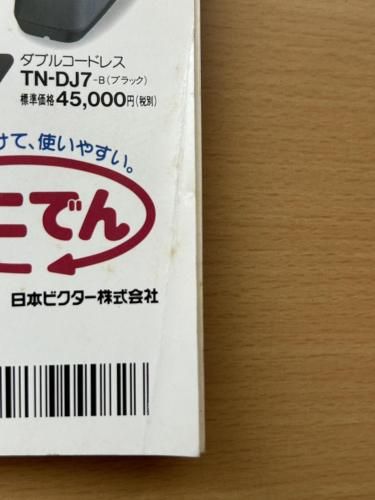 ダブルコードレス
TN-DJ7-B(ブラック)
標準価格45,000円(税別)
けて、使いやすい。
でん
日本ビクター株式会社